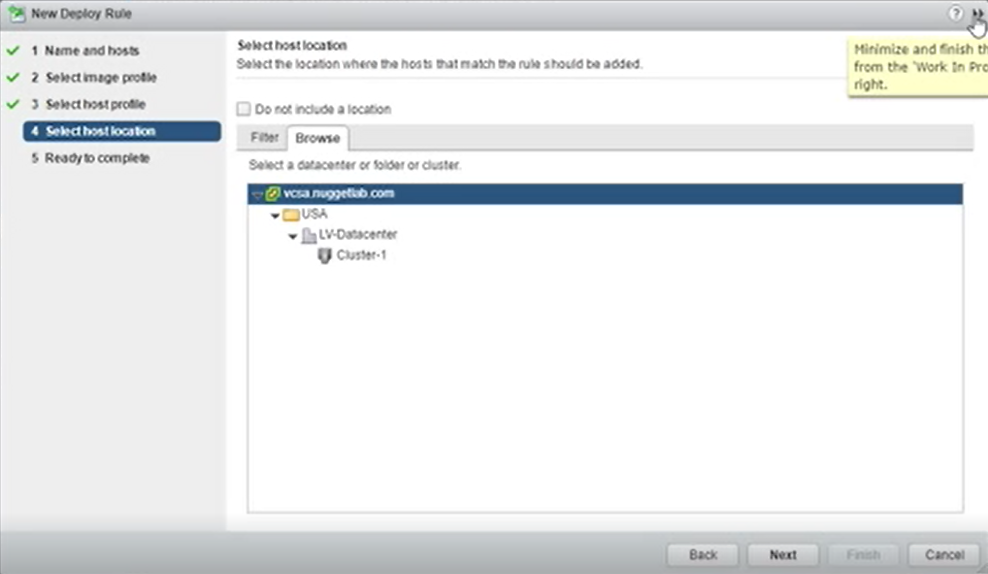 New Deploy Rule
?
Minimize and finish th
from the 'Work In Pro
right.
1 Name and hosts
2 Select image profile
3 Select host profile
4 Select host location
5 Ready to complete
Select host location
Select the location where the hosts that match the rule should be added.
Do not include a location
Filter Browse
Select a datacenter or folder or cluster.
vcsa.nuggetlab.com
USA
LV-Datacenter
Cluster-1
Back Next Finish Cancel